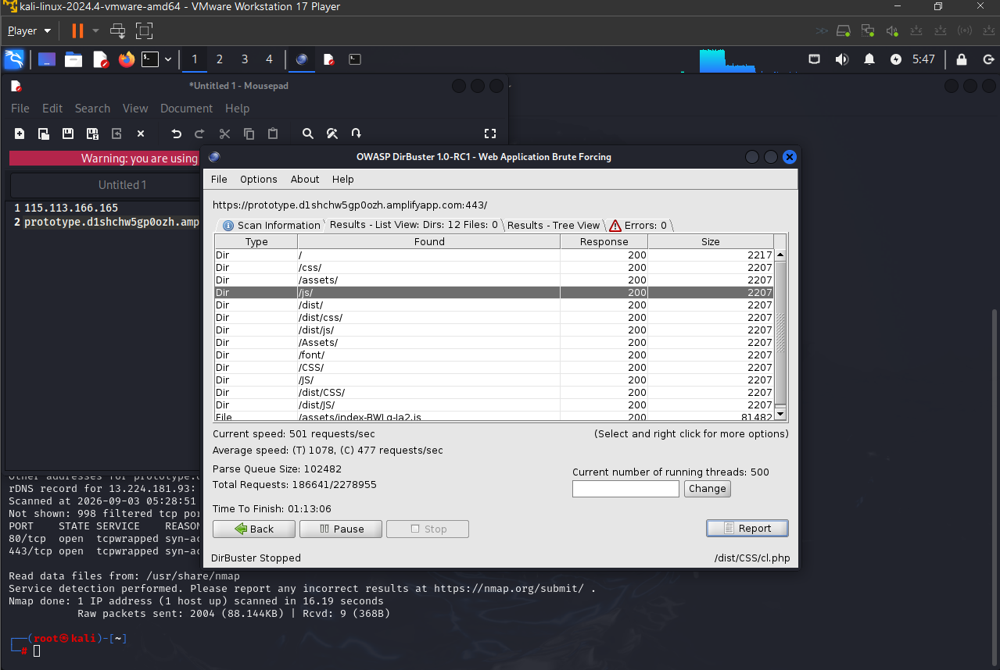 kali-linux-2024.4-vmware-amd64 - VMware Workstation 17 Player
Player
1 2 3 4 5:47
*Untitled 1 - Mousepad
File Edit Search View Document Help
Warning: you are using
Untitled 1
1 115.113.166.165
2 prototype.d1shchw5gp0ozh.amp
OWASP DirBuster 1.0-RC1 - Web Application Brute Forcing
File Options About Help
https://prototype.d1shchw5gp0ozh.amplifyapp.com:443/
Scan Information Results - List View: Dirs: 12 Files: 0 Results - Tree View Errors: 0
Type Found Response Size
Dir / 200 2217
Dir /css/ 200 2207
Dir /assets/ 200 2207
Dir /js/ 200 2207
Dir /dist/ 200 2207
Dir /dist/css/ 200 2207
Dir /dist/js/ 200 2207
Dir /Assets/ 200 2207
Dir /font/ 200 2207
Dir /CSS/ 200 2207
Dir /JS/ 200 2207
Dir /dist/CSS/ 200 2207
Dir /dist/JS/ 200 2207
File 200 81482
Current speed: 501 requests/sec (Select and right click for more options)
Average speed: (T) 1078, (C) 477 requests/sec
Parse Queue Size: 102482
Total Requests: 186641/2278955
Current number of running threads: 500
Change
Time To Finish: 01:13:06
Back Pause Stop Report
DirBuster Stopped /dist/CSS/cl.php
Other addresses for prototype.
rDNS record for 13.224.181.93:
Scanned at 2026-09-03 05:28:51
Not shown: 998 filtered tcp por
PORT STATE SERVICE REASON
80/tcp open tcpwrapped syn-ac
443/tcp open tcpwrapped syn-ac
Read data files from: /usr/share/nmap
Service detection performed. Please report any incorrect results at https://nmap.org/submit/ .
Nmap done: 1 IP address (1 host up) scanned in 16.19 seconds
Raw packets sent: 2004 (88.144KB) | Rcvd: 9 (368B)
(root㉿kali)-[~]
#